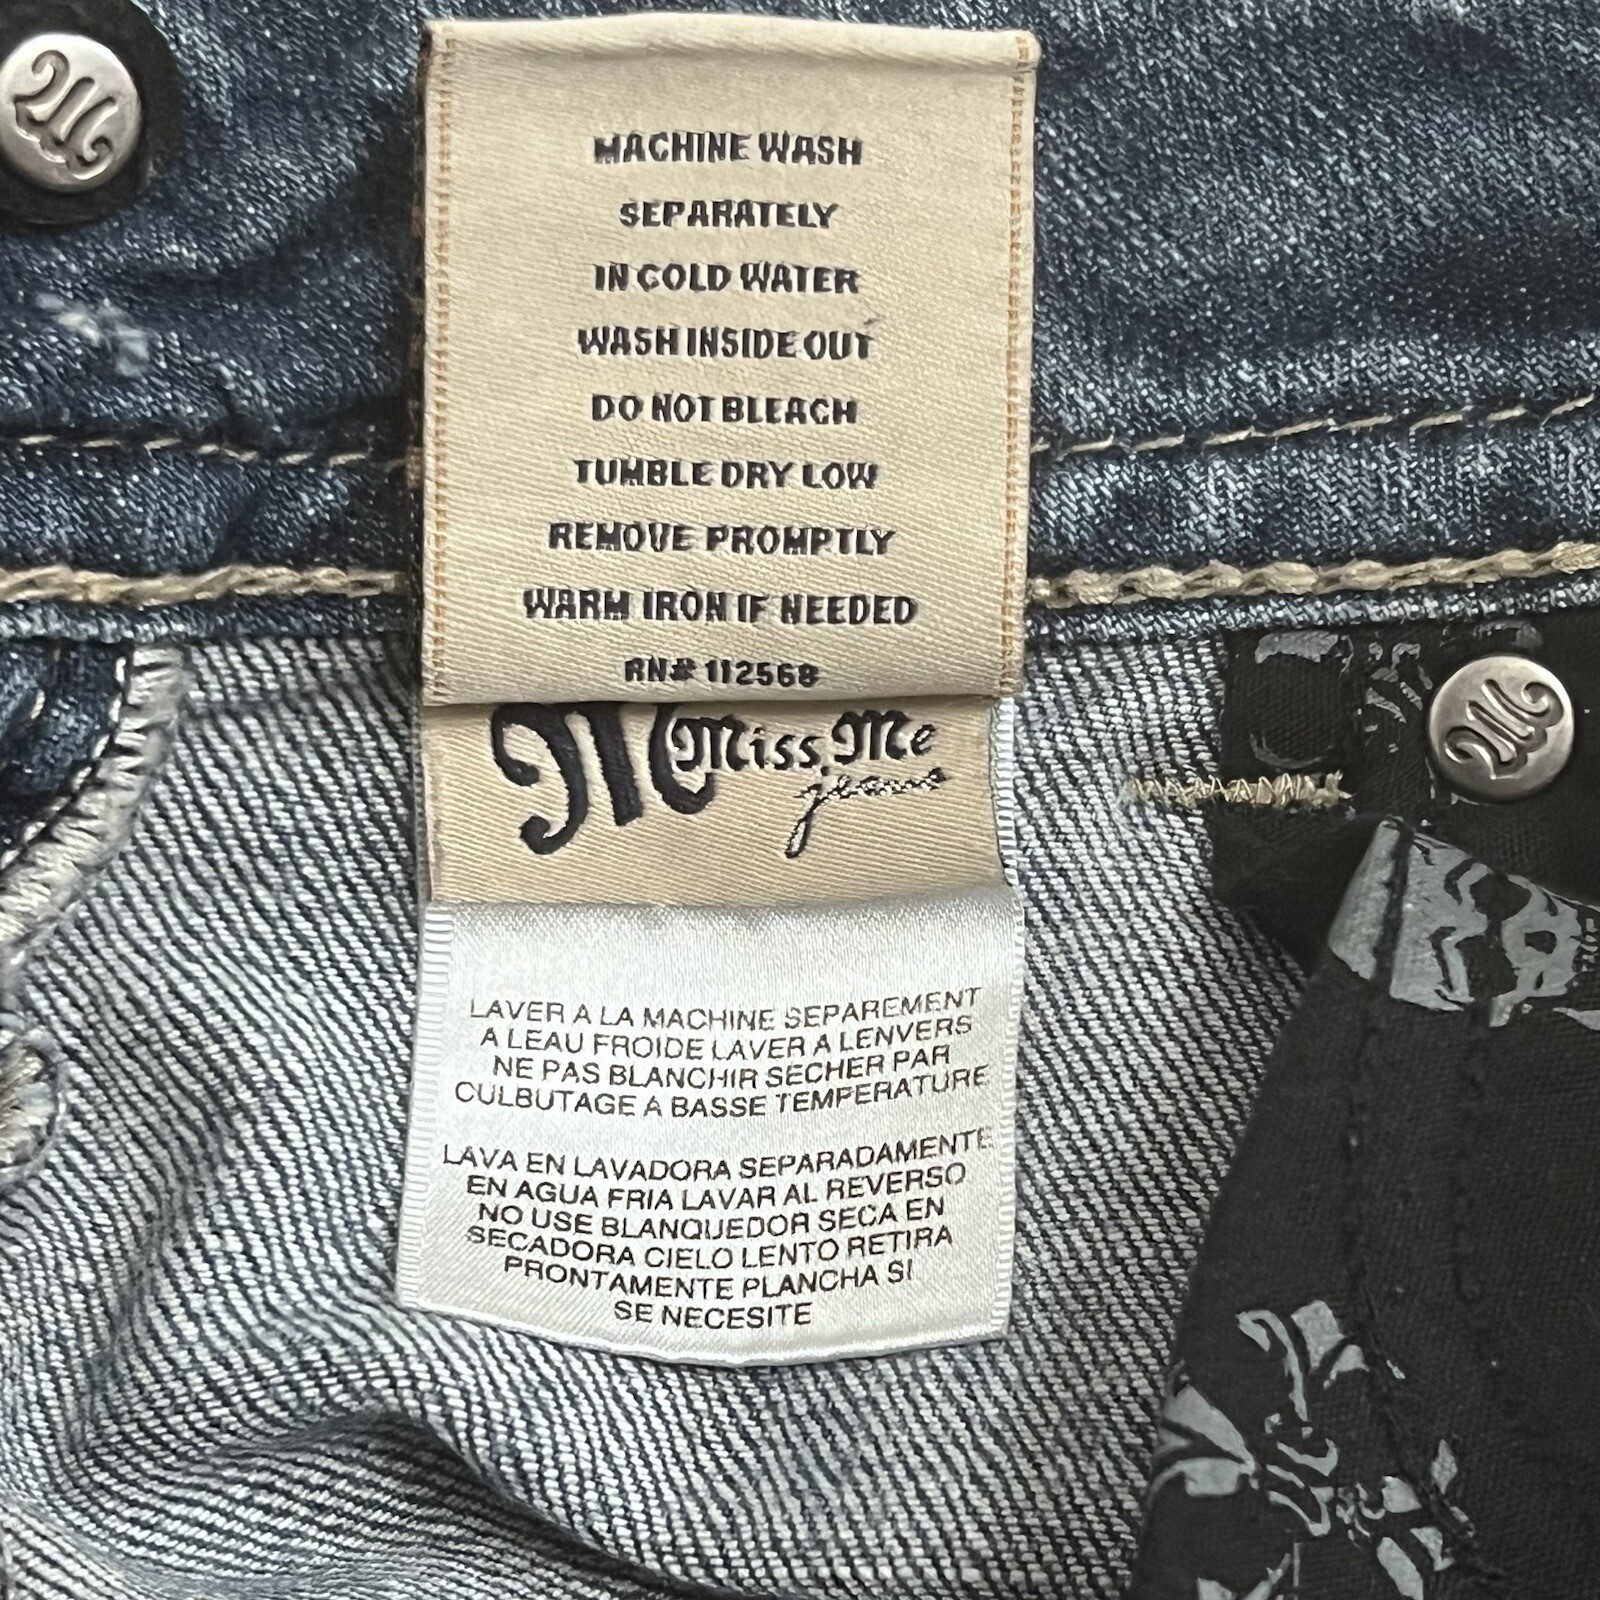 MACHINE WASH
SEPARATELY
IN COLD WATER
WASH INSIDE OUT
DO NOT BLEACH
TUMBLE DRY LOW
REMOVE PROMPTLY
WARM IRON IF NEEDED
RN# 112568
M Miss Me
jeans
LAVER A LA MACHINE SEPAREMENT
A LEAU FROIDE LAVER A LENVERS
NE PAS BLANCHIR SECHER PAR
CULBUTAGE A BASSE TEMPERATURE
LAVA EN LAVADORA SEPARADAMENTE
EN AGUA FRIA LAVAR AL REVERSO
NO USE BLANQUEDOR SECA EN
SECADORA CIELO LENTO RETIRA
PRONTAMENTE PLANCHA SI
SE NECESITE
M
M